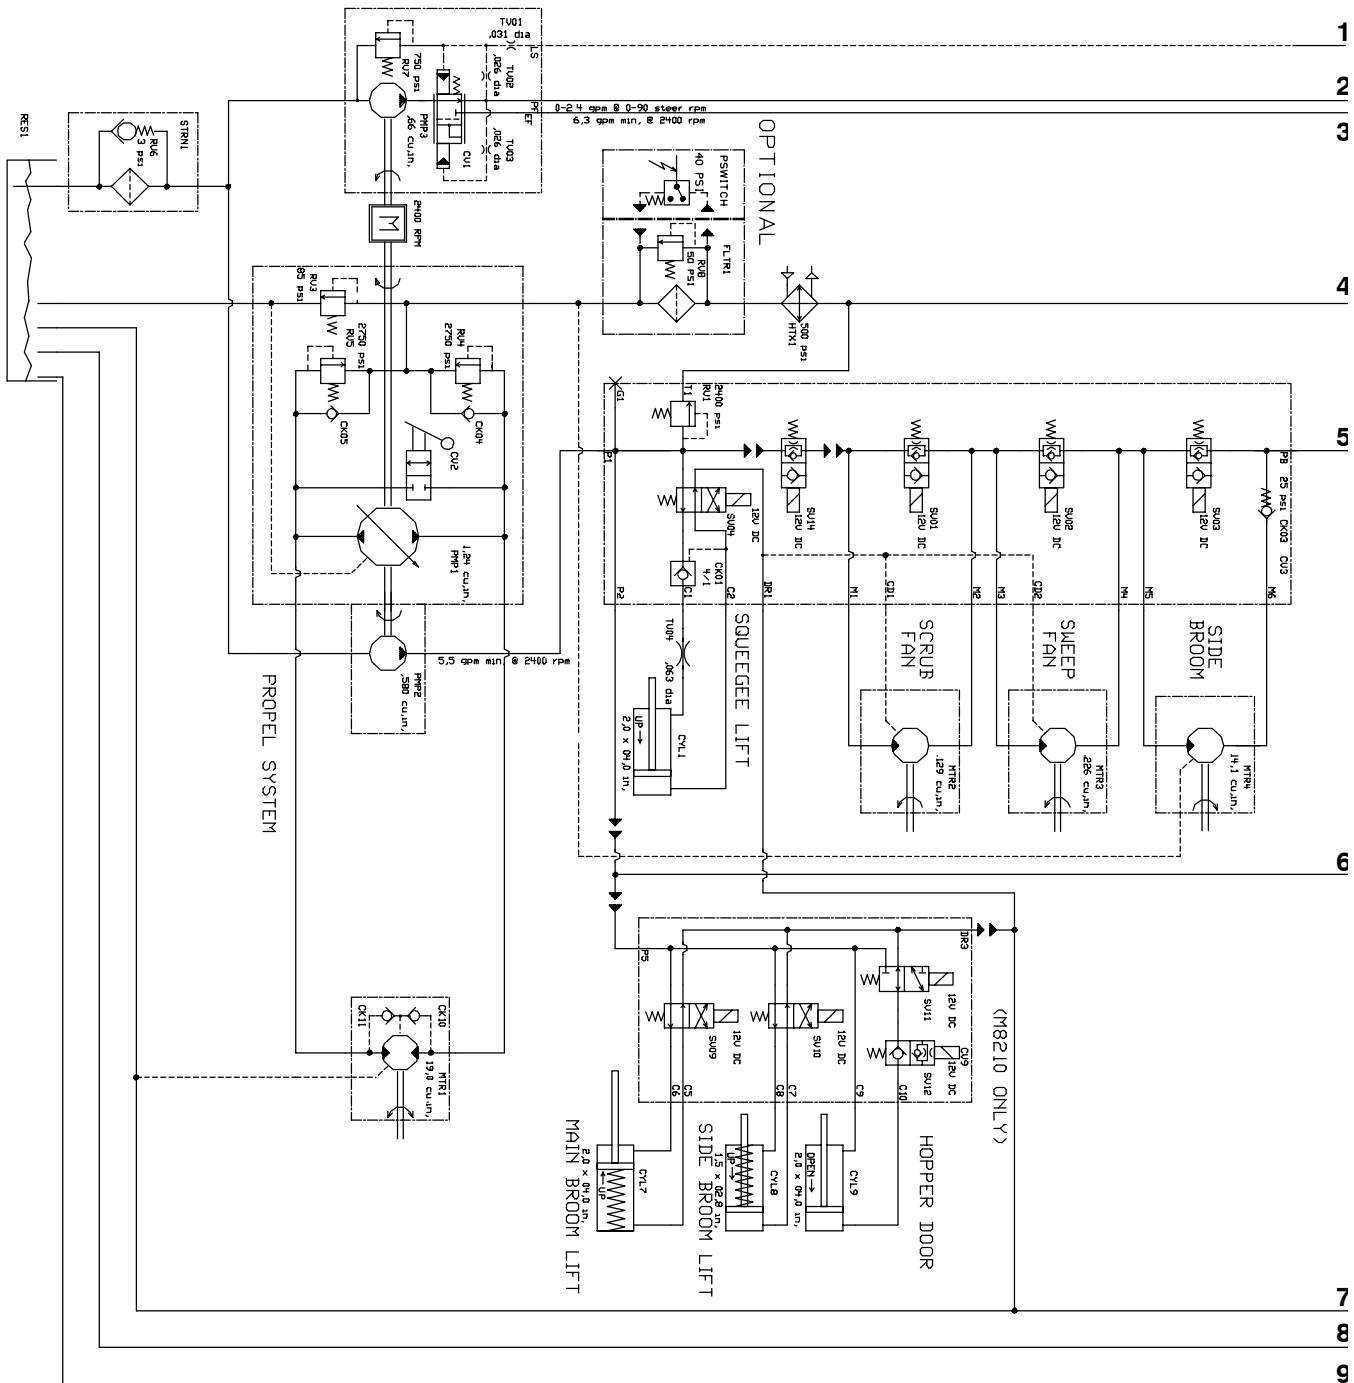 1
2
3
4
5
6
7
8
9
RES1
STRN1
RV6
3 PSI
TV01
.031 dia
LS
750 PSI
RV7
TV02
.026 dia
PMP3
.66 cu.in.
CV1
TV03
.026 dia
PF
EF
0-2.4 gpm @ 0-90 steer rpm
6.3 gpm min. @ 2400 rpm
M
2400 RPM
OPTIONAL
PSWITCH
40 PSI
FLTR1
RV8
50 PSI
500 PSI
HTX1
RV3
85 PSI
2750 PSI
RV5
RV4
2750 PSI
CK05
CK04
CV2
1.24 cu.in.
PMP1
PMP2
.580 cu.in.
5.5 gpm min. @ 2400 rpm
PROPEL SYSTEM
CK11
CK10
MTR1
19.0 cu.in.
G1
T1
RV1
2400 PSI
P1
SV04
12V DC
SV14
12V DC
SV01
12V DC
SV02
12V DC
SV03
12V DC
PB
25 PSI
CK03
CV3
CK01
4/1
P2
C1
C2
DR1
M1
CD1
M2
M3
CD2
M4
M5
M6
TV04
.063 dia
SQUEEGEE LIFT
UP
CYL1
2.0 x 04.0 in.
SCRUB
FAN
SWEEP
FAN
SIDE
BROOM
MTR2
.129 cu.in.
MTR3
.226 cu.in.
MTR4
14.1 cu.in.
P5
DR3
SV09
12V DC
SV10
12V DC
SV11
12V DC
CV9
12V DC
SV12
C6
C5
C8
C7
C9
C10
(M8210 ONLY)
UP
CYL7
2.0 x 04.0 in.
MAIN BROOM LIFT
UP
CYL8
1.5 x 02.8 in.
SIDE BROOM LIFT
OPEN
CYL9
2.0 x 04.0 in.
HOPPER DOOR